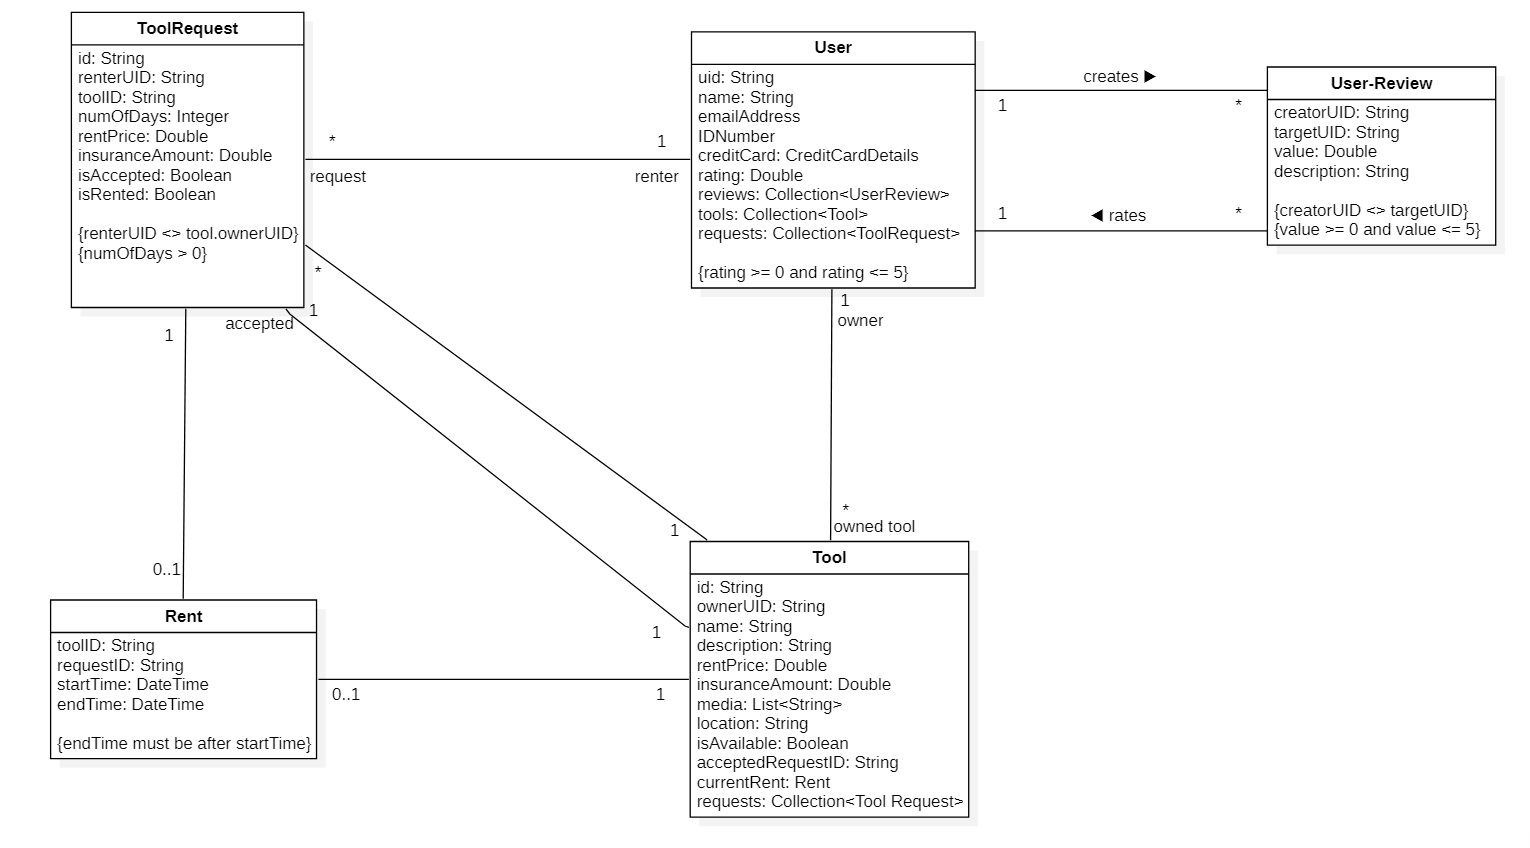 ToolRequest
id: String
renterUID: String
toolID: String
numOfDays: Integer
rentPrice: Double
insuranceAmount: Double
isAccepted: Boolean
isRented: Boolean
{renterUID <> tool.ownerUID}
{numOfDays > 0}
*
request
1
renter
User
uid: String
name: String
emailAddress
IDNumber
creditCard: CreditCardDetails
rating: Double
reviews: Collection<UserReview>
tools: Collection<Tool>
requests: Collection<ToolRequest>
{rating >= 0 and rating <= 5}
creates ▶
1
*
1
◀ rates
*
User-Review
creatorUID: String
targetUID: String
value: Double
description: String
{creatorUID <> targetUID}
{value >= 0 and value <= 5}
*
1
accepted
1
1
owner
*
owned tool
1
1
0..1
Rent
toolID: String
requestID: String
startTime: DateTime
endTime: DateTime
{endTime must be after startTime}
0..1
1
Tool
id: String
ownerUID: String
name: String
description: String
rentPrice: Double
insuranceAmount: Double
media: List<String>
location: String
isAvailable: Boolean
acceptedRequestID: String
currentRent: Rent
requests: Collection<Tool Request>